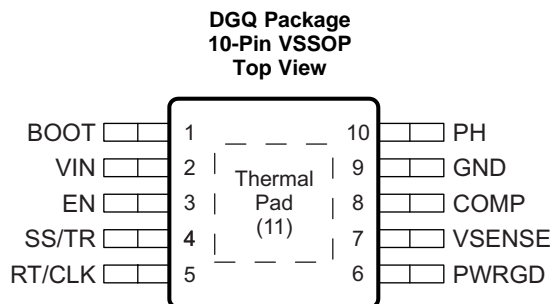 DGQ Package
10-Pin VSSOP
Top View
BOOT 1 10 PH
VIN 2 9 GND
EN 3 8 COMP
SS/TR 4 7 VSENSE
RT/CLK 5 6 PWRGD
Thermal
Pad
(11)